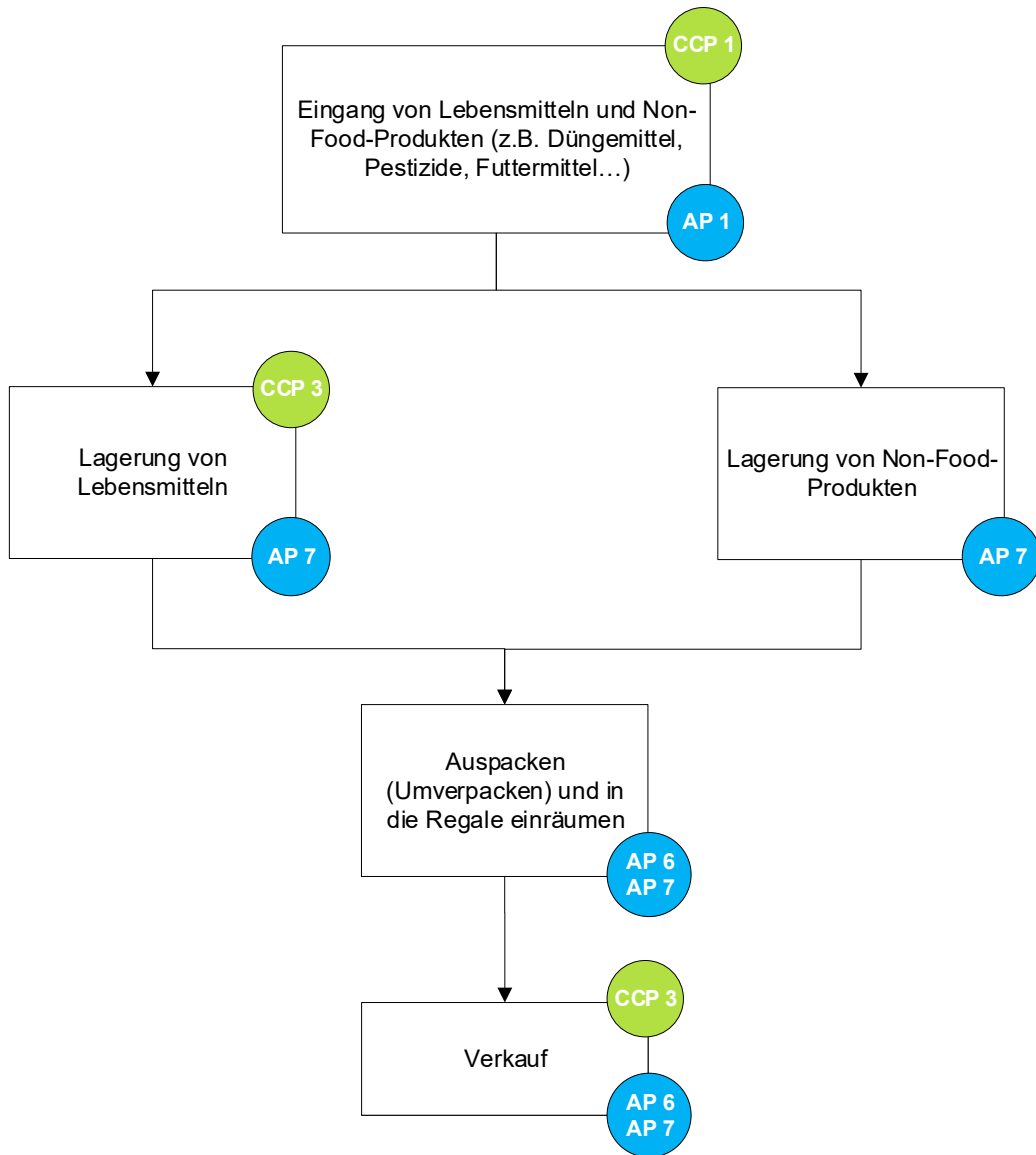 CCP 1
Eingang von Lebensmitteln und Non-
Food-Produkten (z.B. Düngemittel,
Pestizide, Futtermittel…)
AP 1
CCP 3
Lagerung von
Lebensmitteln
AP 7
Lagerung von Non-Food-
Produkten
AP 7
Auspacken
(Umverpacken) und in
die Regale einräumen
AP 6
AP 7
CCP 3
Verkauf
AP 6
AP 7